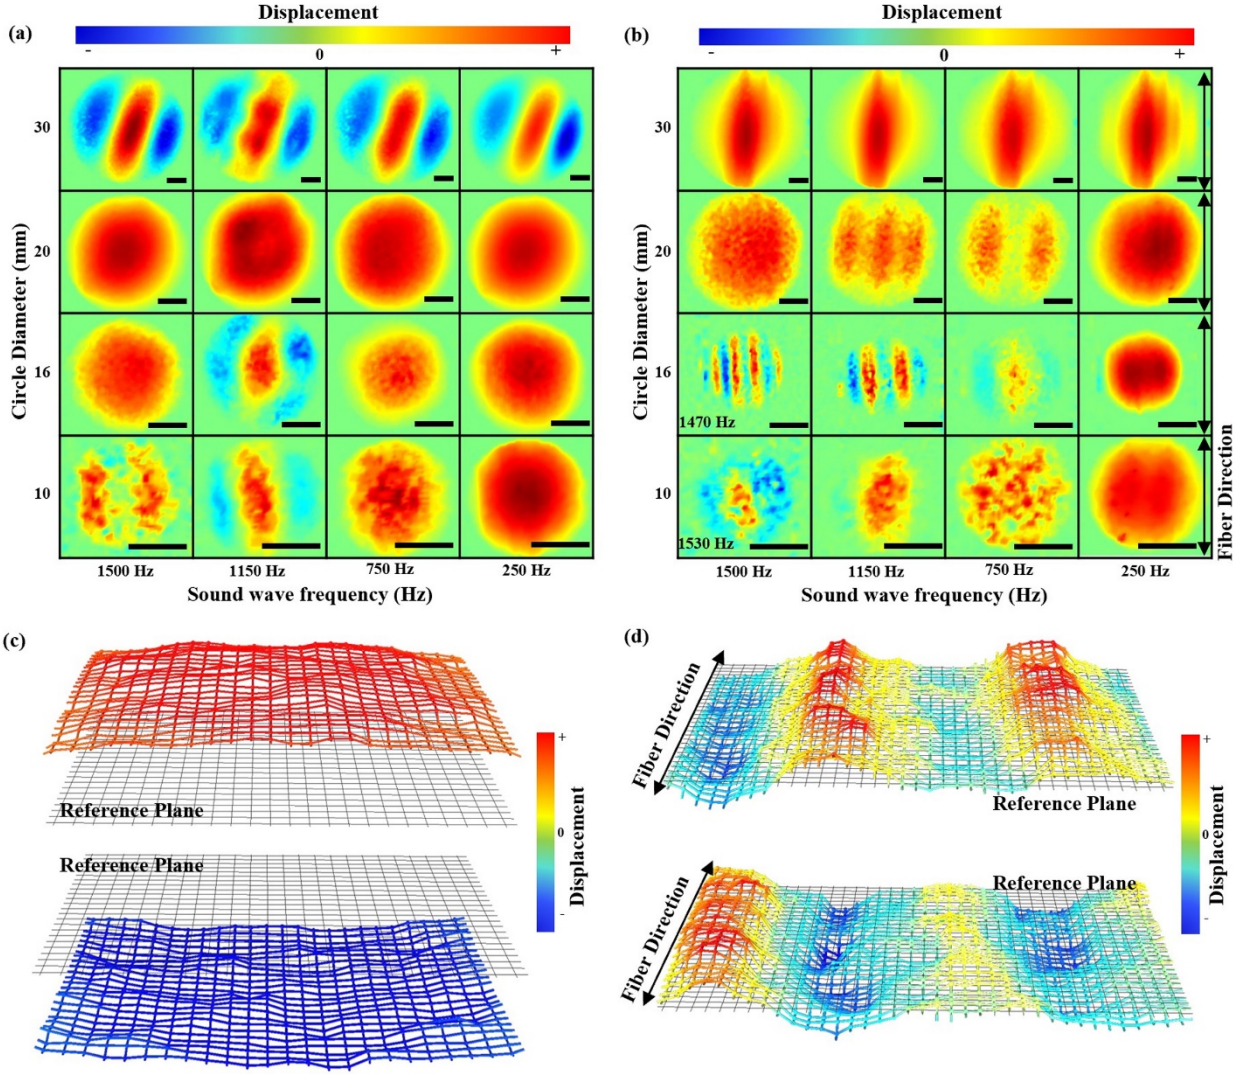 Displacement
(a)
-
0
+
Circle Diameter (mm)
30
20
16
10
1500 Hz
1150 Hz
750 Hz
250 Hz
Sound wave frequency (Hz)
Displacement
(b)
-
0
+
Circle Diameter (mm)
30
20
16
10
1470 Hz
1530 Hz
1500 Hz
1150 Hz
750 Hz
250 Hz
Sound wave frequency (Hz)
Fiber Direction
(c)
Reference Plane
Reference Plane
+
0
-
Displacement
(d)
Fiber Direction
Reference Plane
Fiber Direction
Reference Plane
+
0
-
Displacement